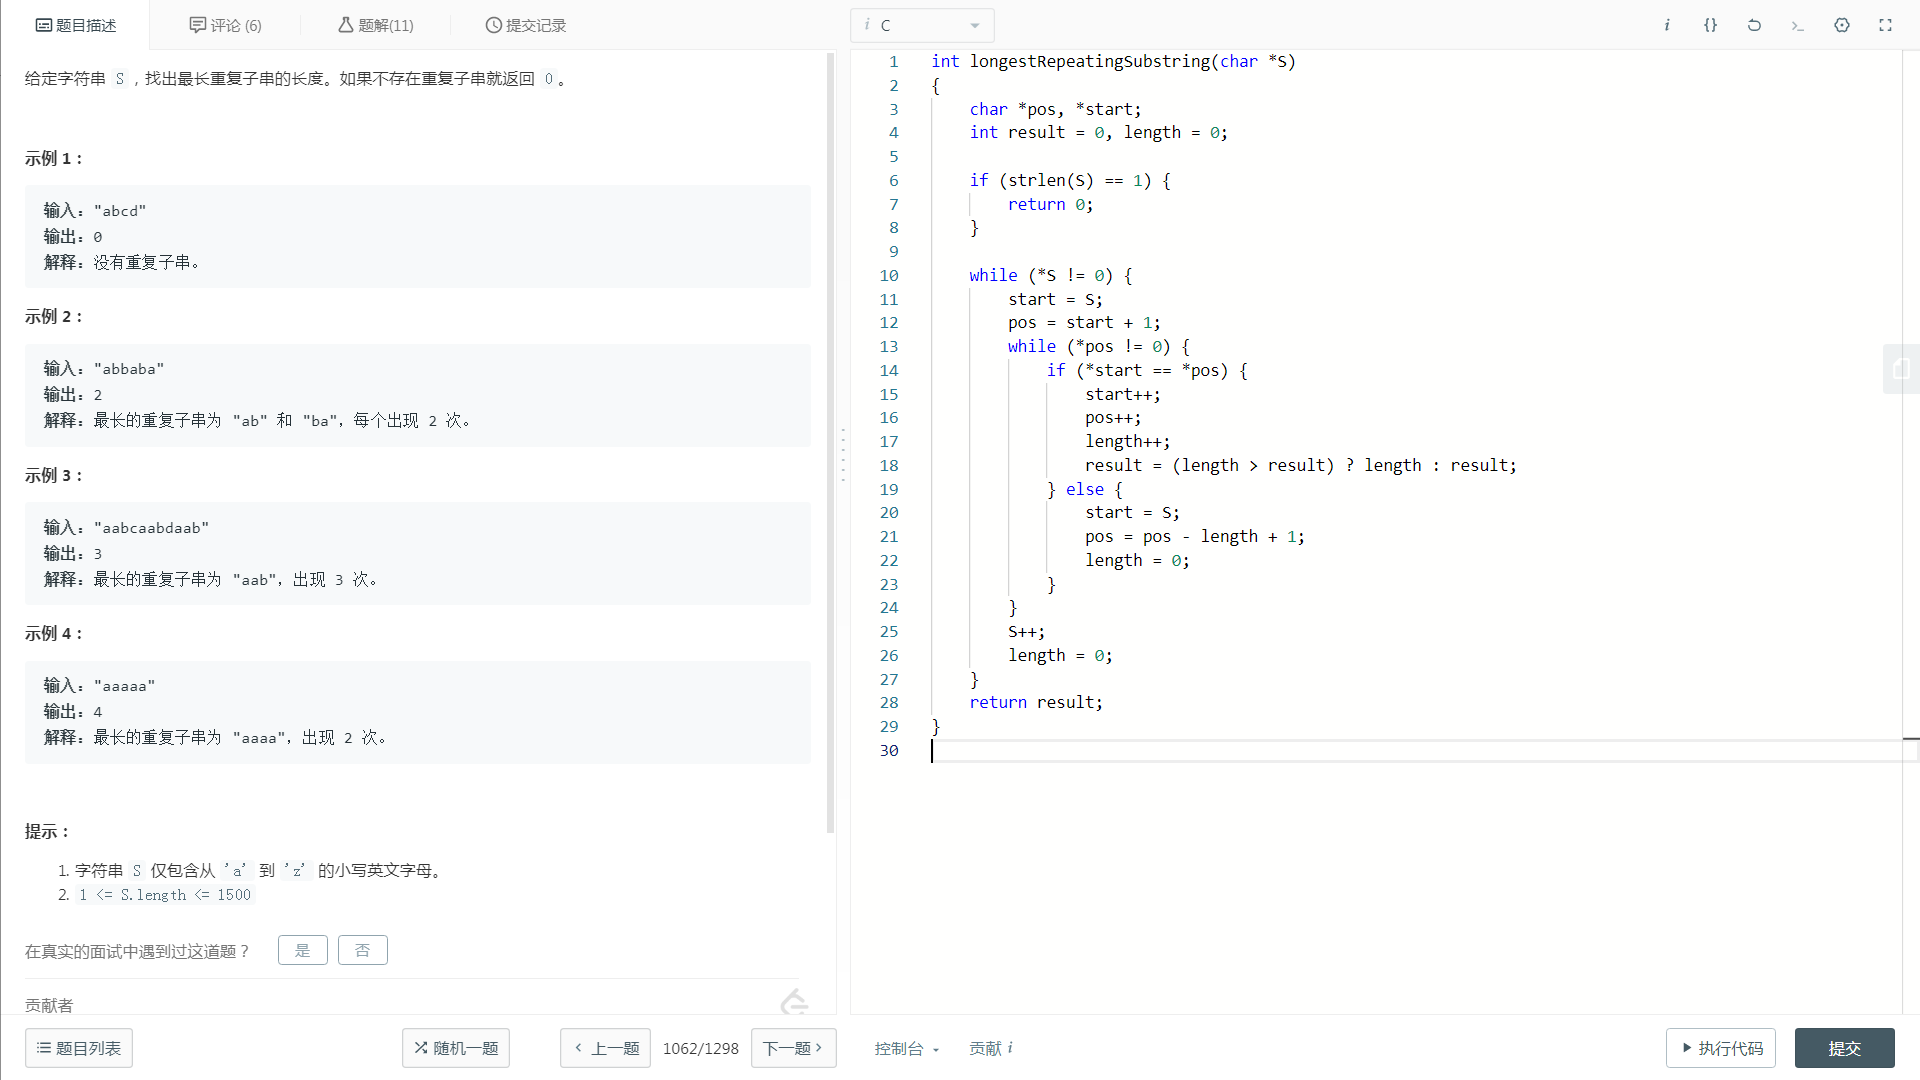 题目描述
评论 (6)
题解(11)
提交记录
i C
给定字符串 S , 找出最长重复子串的长度。如果不存在重复子串就返回 0 。
示例 1：
输入："abcd"
输出：0
解释：没有重复子串。
示例 2：
输入："abbaba"
输出：2
解释：最长的重复子串为 "ab" 和 "ba"，每个出现 2 次。
示例 3：
输入："aabcaabdaab"
输出：3
解释：最长的重复子串为 "aab"，出现 3 次。
示例 4：
输入："aaaaa"
输出：4
解释：最长的重复子串为 "aaaa"，出现 2 次。
提示：
1. 字符串 S 仅包含从 'a' 到 'z' 的小写英文字母。
2. 1 <= S.length <= 1500
在真实的面试中遇到过这道题？ 是 否
贡献者
题目列表
随机一题
上一题
1062/1298
下一题
i {}
1 int longestRepeatingSubstring(char *S)
2 {
3 char *pos, *start;
4 int result = 0, length = 0;
5
6 if (strlen(S) == 1) {
7 return 0;
8 }
9
10 while (*S != 0) {
11 start = S;
12 pos = start + 1;
13 while (*pos != 0) {
14 if (*start == *pos) {
15 start++;
16 pos++;
17 length++;
18 result = (length > result) ? length : result;
19 } else {
20 start = S;
21 pos = pos - length + 1;
22 length = 0;
23 }
24 }
25 S++;
26 length = 0;
27 }
28 return result;
29 }
30
控制台
贡献 i
执行代码
提交